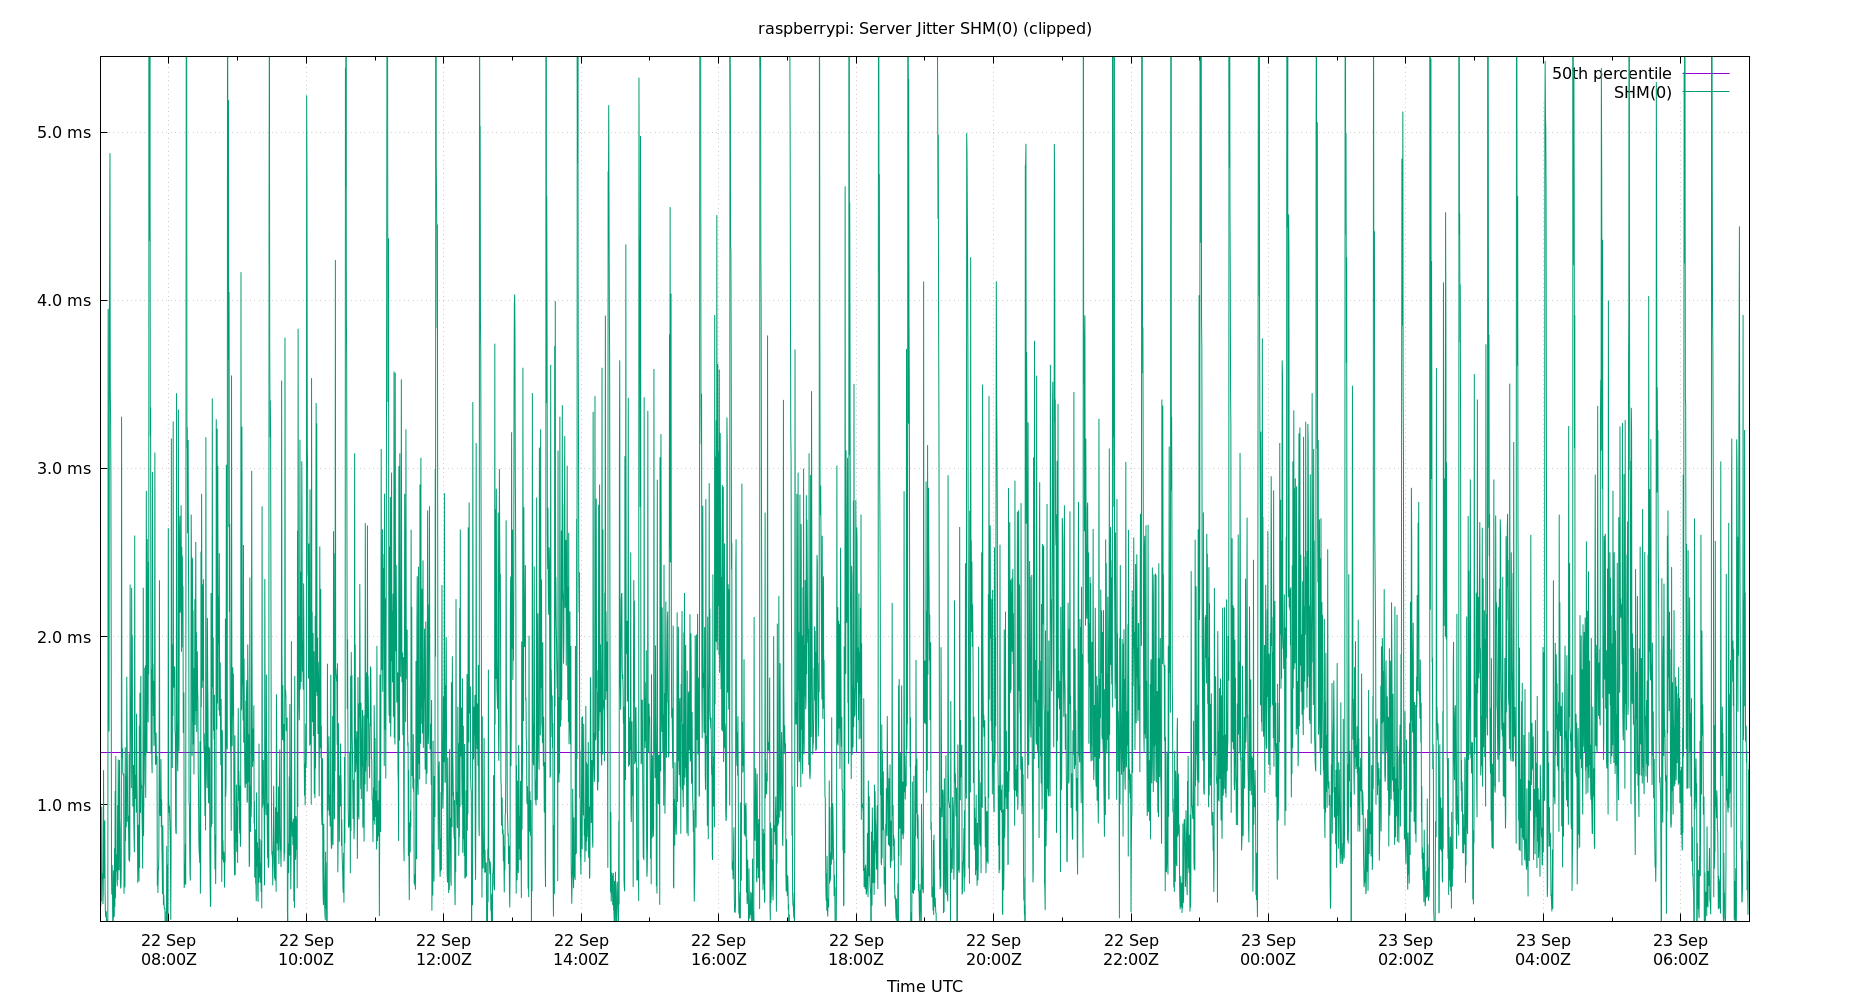 raspberrypi: Server Jitter SHM(0) (clipped)
50th percentile
SHM(0)
5.0 ms
4.0 ms
3.0 ms
2.0 ms
1.0 ms
22 Sep 22 Sep 22 Sep 22 Sep 22 Sep 22 Sep 22 Sep 22 Sep 23 Sep 23 Sep 23 Sep 23 Sep
08:00Z 10:00Z 12:00Z 14:00Z 16:00Z 18:00Z 20:00Z 22:00Z 00:00Z 02:00Z 04:00Z 06:00Z
Time UTC